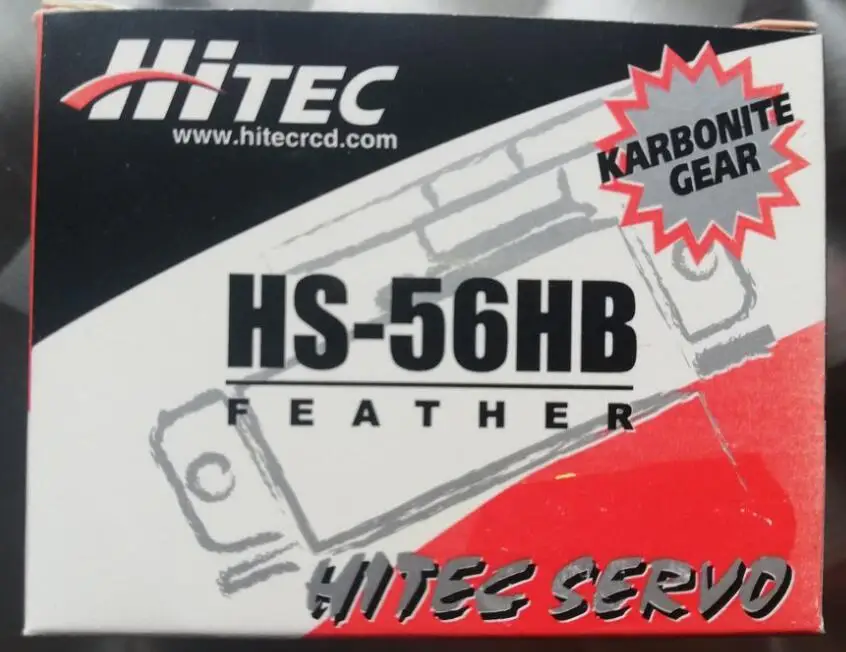 HiTEC
www.hitecrcd.com
KARBONITE
GEAR
HS-56HB
FEATHER
HITEC SERVO